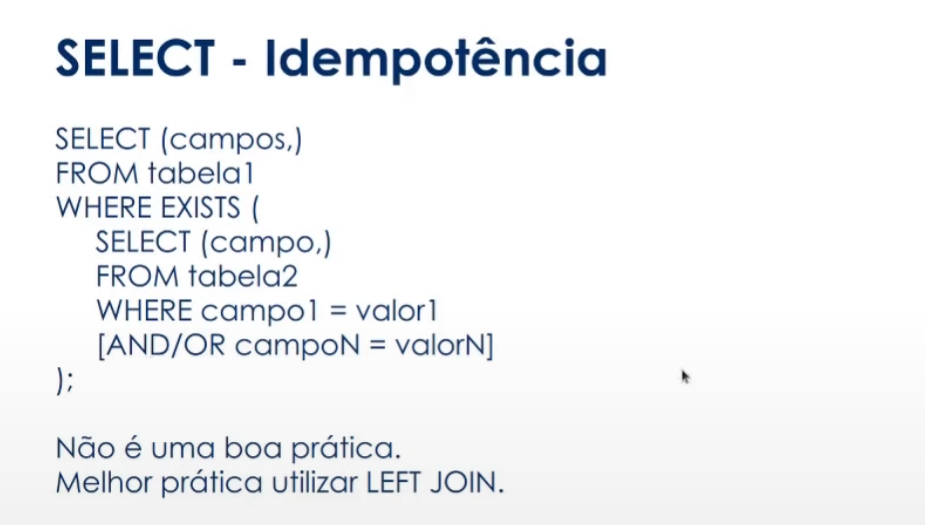 SELECT - Idempotência
SELECT (campos,)
FROM tabela1
WHERE EXISTS (
SELECT (campo,)
FROM tabela2
WHERE campo1 = valor1
[AND/OR campoN = valorN]
);
Não é uma boa prática.
Melhor prática utilizar LEFT JOIN.